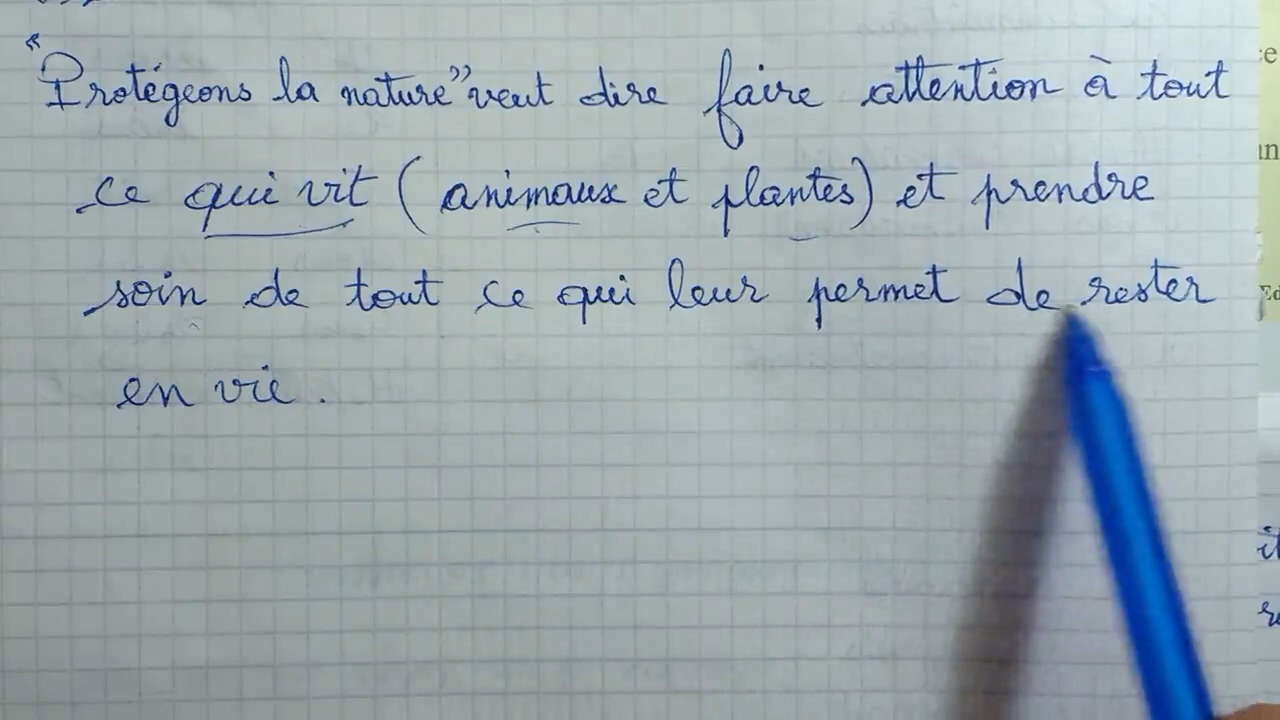 “Protégeons la nature” veut dire faire attention à tout
ce qui vit (animaux et plantes) et prendre
soin de tout ce qui leur permet de rester
en vie.